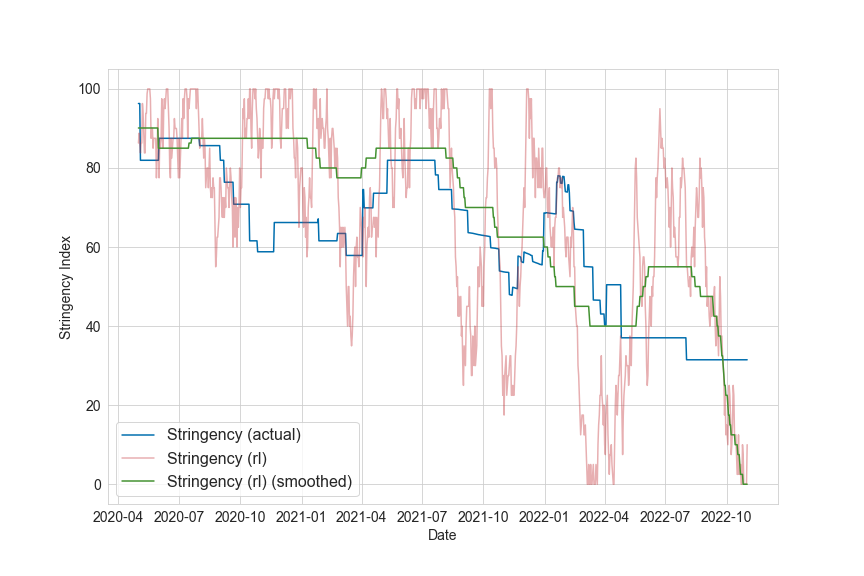 100
80
60
40
20
0
Stringency Index
Stringency (actual)
Stringency (rl)
Stringency (rl) (smoothed)
2020-04 2020-07 2020-10 2021-01 2021-04 2021-07 2021-10 2022-01 2022-04 2022-07 2022-10
Date